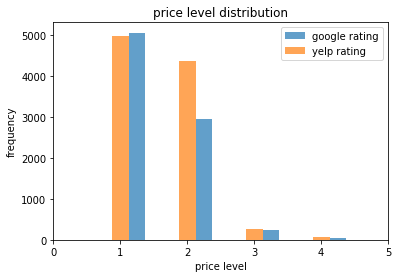 price level distribution
google rating
yelp rating
frequency
5000
4000
3000
2000
1000
0
0 1 2 3 4 5
price level